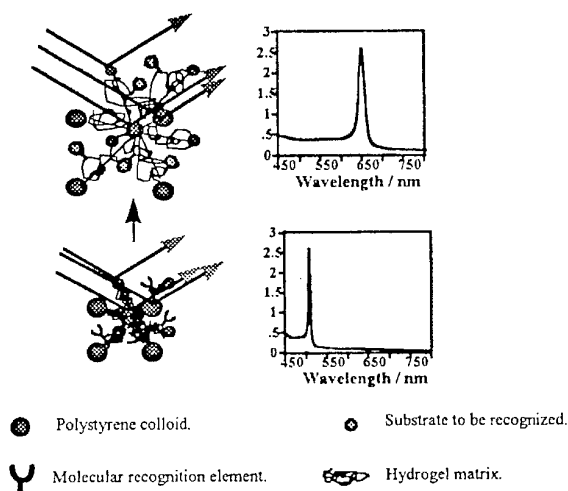 3
2.5
2
1.5
1
.5
0
450 550 650 750
Wavelength / nm
3
2.5
2
1.5
1
.5
0
450 550 650 750
Wavelength / nm
Polystyrene colloid.
Substrate to be recognized.
Molecular recognition element.
Hydrogel matrix.